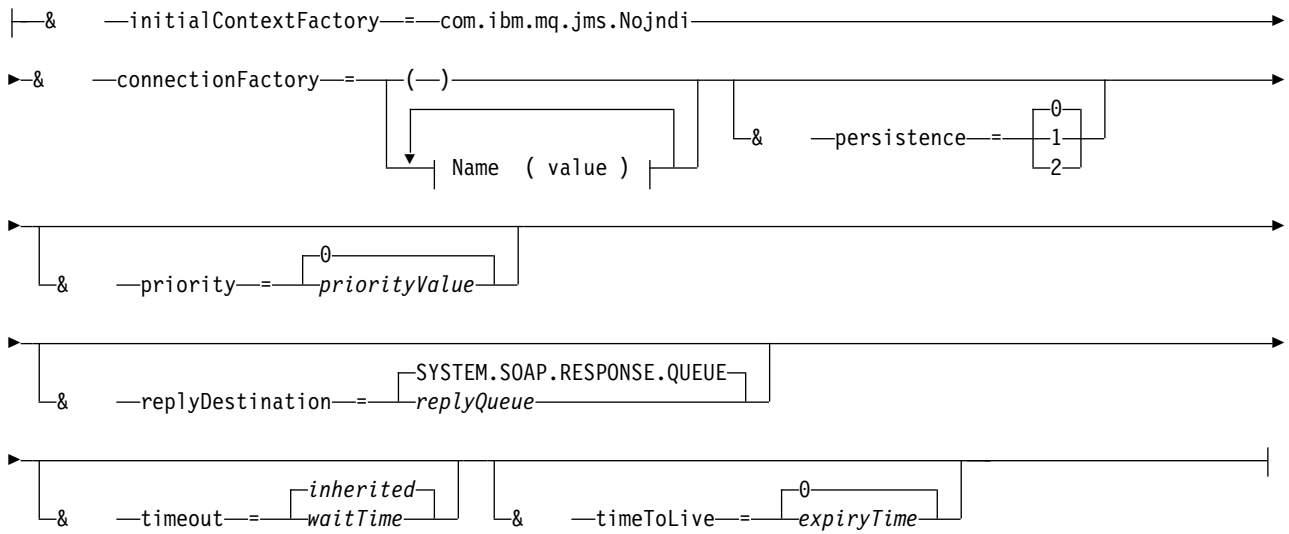 & initialContextFactory = com.ibm.mq.jms.Nojndi
& connectionFactory = ( )
Name ( value )
& persistence = 0
1
2
& priority = 0
priorityValue
& replyDestination = SYSTEM.SOAP.RESPONSE.QUEUE
replyQueue
& timeout = inherited
waitTime
& timeToLive = 0
expiryTime